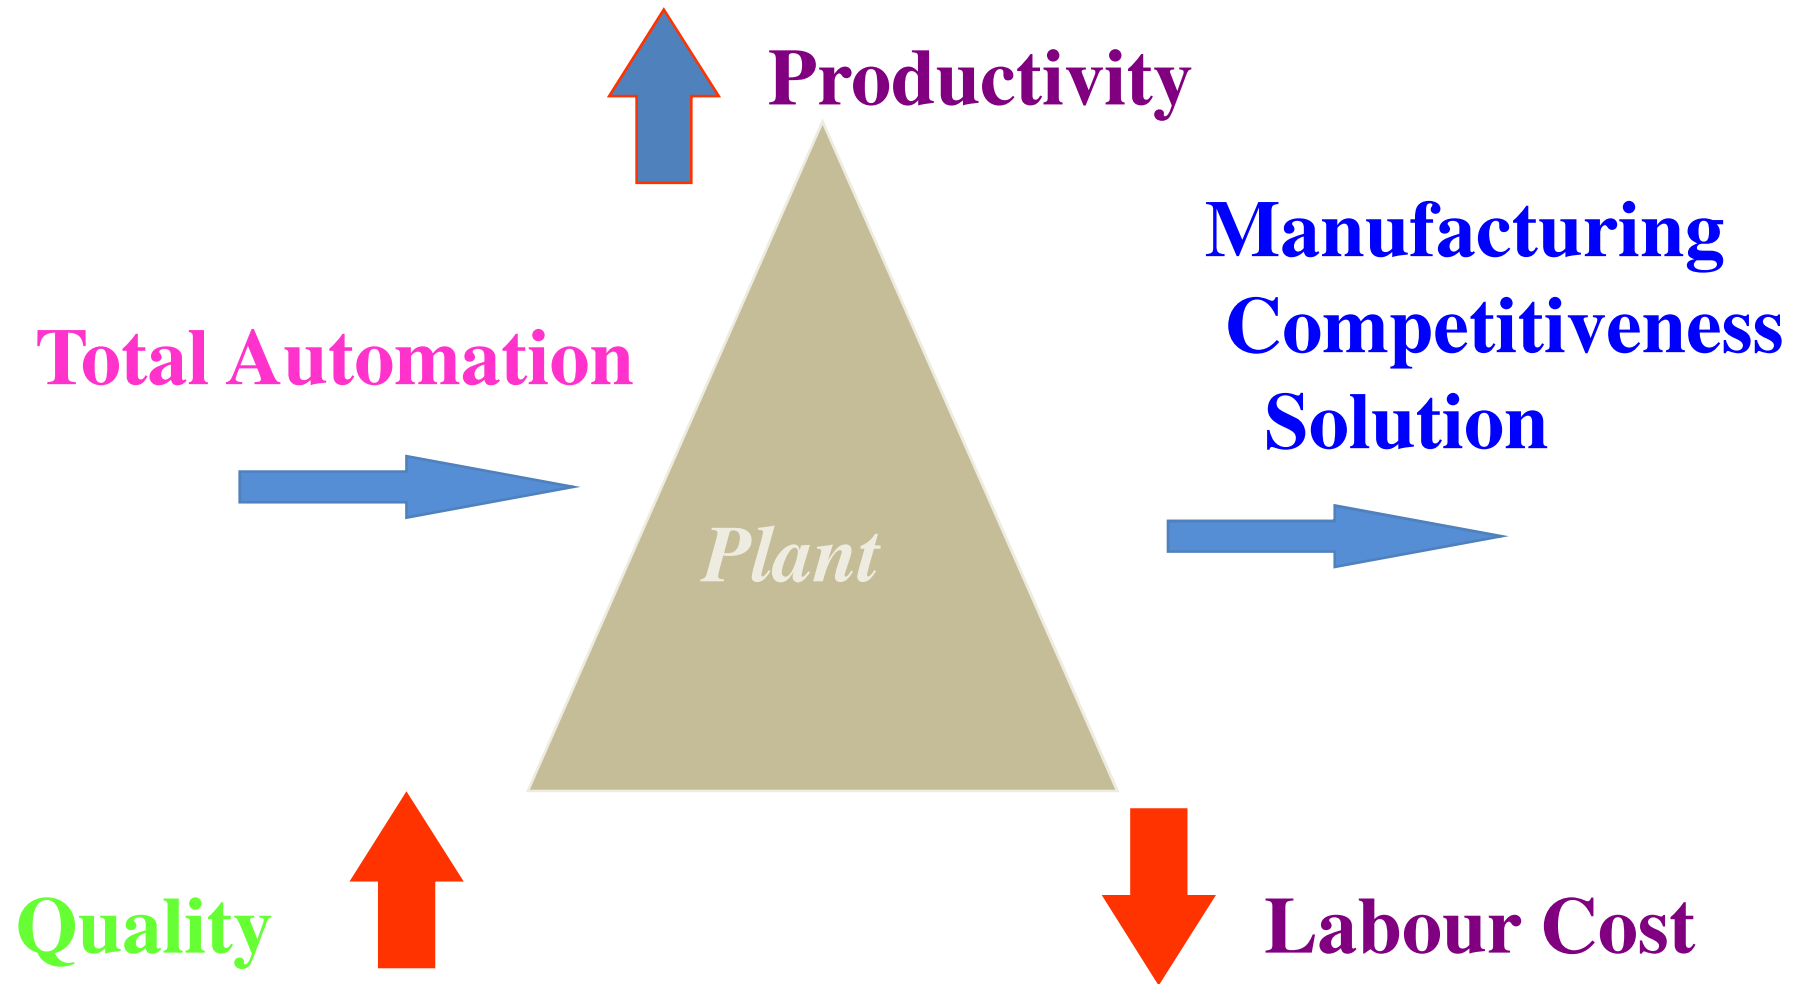 Productivity
Manufacturing
Competitiveness
Solution
Total Automation
Plant
Quality
Labour Cost